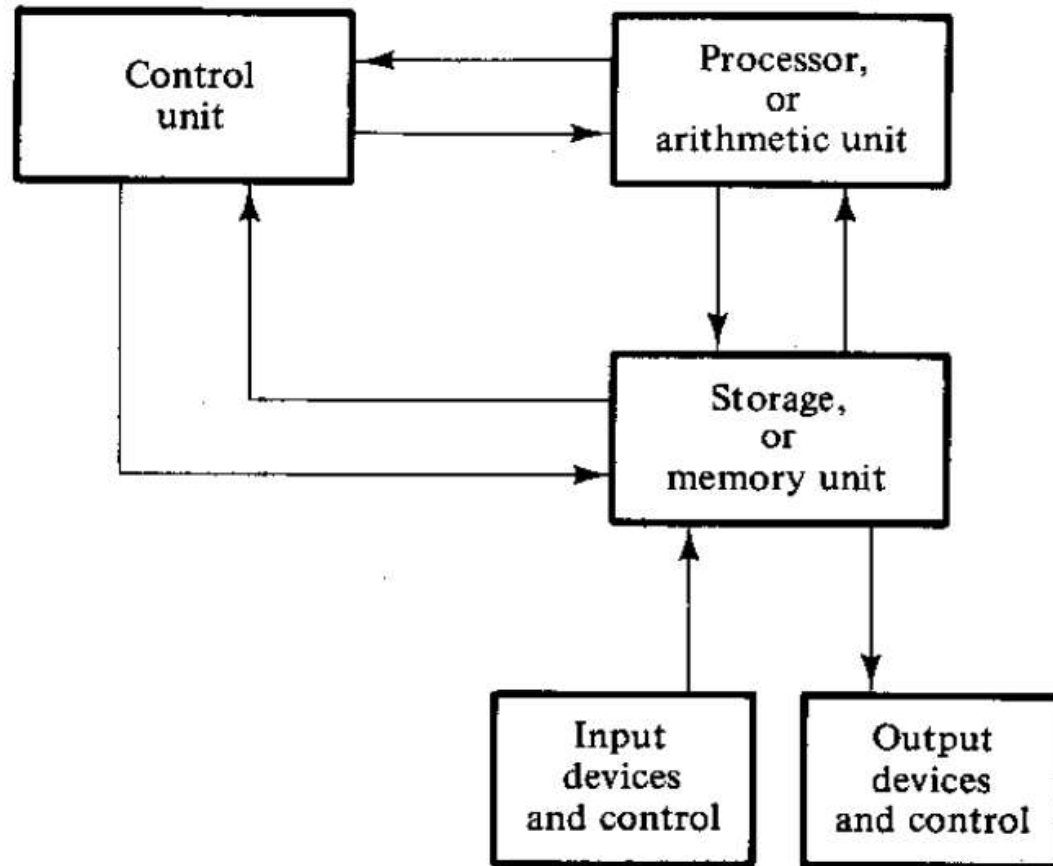 Control
unit
Processor,
or
arithmetic unit
Storage,
or
memory unit
Input
devices
and control
Output
devices
and control